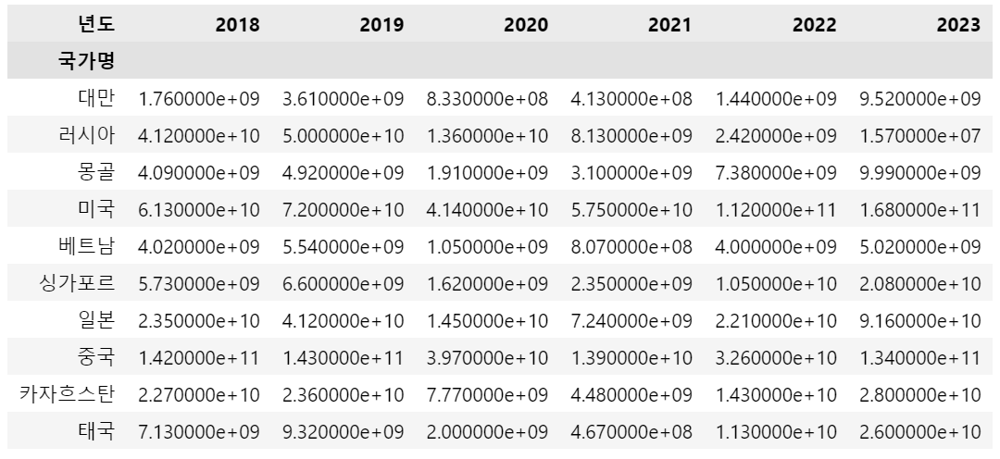 년도 2018 2019 2020 2021 2022 2023
국가명
대만 1.760000e+09 3.610000e+09 8.330000e+08 4.130000e+08 1.440000e+09 9.520000e+09
러시아 4.120000e+10 5.000000e+10 1.360000e+10 8.130000e+09 2.420000e+09 1.570000e+07
몽골 4.090000e+09 4.920000e+09 1.910000e+09 3.100000e+09 7.380000e+09 9.990000e+09
미국 6.130000e+10 7.200000e+10 4.140000e+10 5.750000e+10 1.120000e+11 1.680000e+11
베트남 4.020000e+09 5.540000e+09 1.050000e+09 8.070000e+08 4.000000e+09 5.020000e+09
싱가포르 5.730000e+09 6.600000e+09 1.620000e+09 2.350000e+09 1.050000e+10 2.080000e+10
일본 2.350000e+10 4.120000e+10 1.450000e+10 7.240000e+09 2.210000e+10 9.160000e+10
중국 1.420000e+11 1.430000e+11 3.970000e+10 1.390000e+10 3.260000e+10 1.340000e+11
카자흐스탄 2.270000e+10 2.360000e+10 7.770000e+09 4.480000e+09 1.430000e+10 2.800000e+10
태국 7.130000e+09 9.320000e+09 2.000000e+09 4.670000e+08 1.130000e+10 2.600000e+10